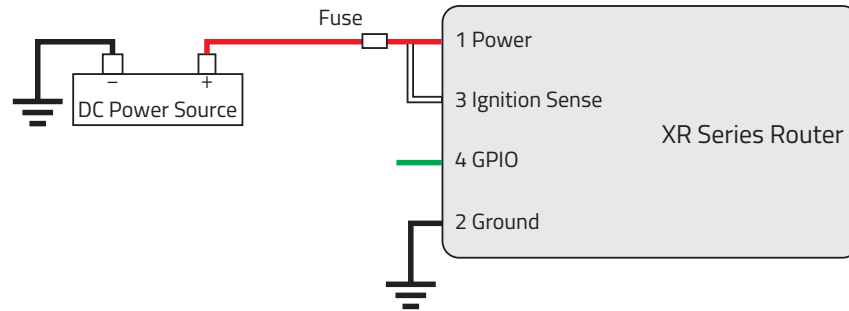 Fuse
1 Power
− +
DC Power Source
3 Ignition Sense
XR Series Router
4 GPIO
2 Ground